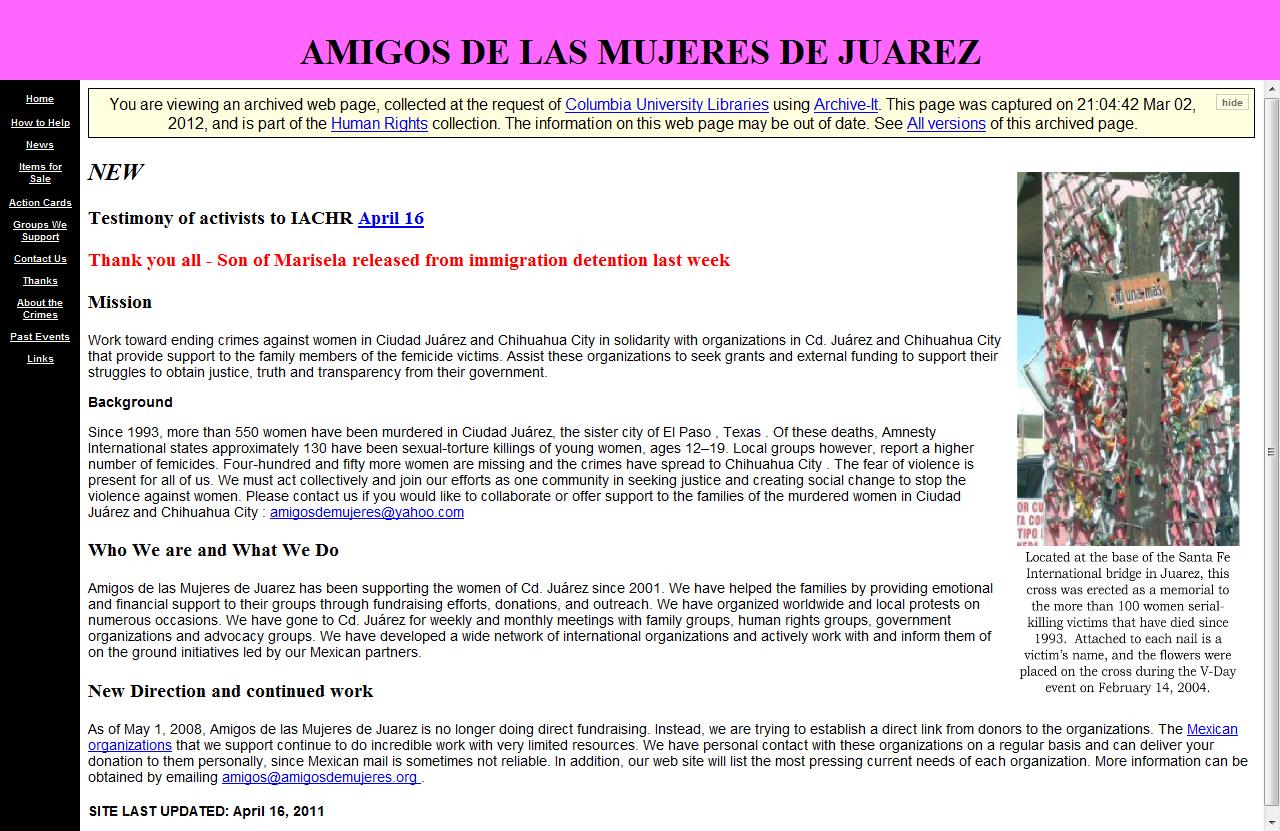 AMIGOS DE LAS MUJERES DE JUAREZ
Home
How to Help
News
Items for
Sale
Action Cards
Groups We
Support
Contact Us
Thanks
About the
Crimes
Past Events
Links
You are viewing an archived web page, collected at the request of Columbia University Libraries using Archive-It. This page was captured on 21:04:42 Mar 02,
2012, and is part of the Human Rights collection. The information on this web page may be out of date. See All versions of this archived page.
hide
NEW
Testimony of activists to IACHR April 16
Thank you all - Son of Marisela released from immigration detention last week
Mission
Work toward ending crimes against women in Ciudad Juárez and Chihuahua City in solidarity with organizations in Cd. Juárez and Chihuahua City
that provide support to the family members of the femicide victims. Assist these organizations to seek grants and external funding to support their
struggles to obtain justice, truth and transparency from their government.
Background
Since 1993, more than 550 women have been murdered in Ciudad Juárez, the sister city of El Paso , Texas . Of these deaths, Amnesty
International states approximately 130 have been sexual-torture killings of young women, ages 12–19. Local groups however, report a higher
number of femicides. Four-hundred and fifty more women are missing and the crimes have spread to Chihuahua City . The fear of violence is
present for all of us. We must act collectively and join our efforts as one community in seeking justice and creating social change to stop the
violence against women. Please contact us if you would like to collaborate or offer support to the families of the murdered women in Ciudad
Juárez and Chihuahua City : amigosdemujeres@yahoo.com
Who We are and What We Do
Amigos de las Mujeres de Juarez has been supporting the women of Cd. Juárez since 2001. We have helped the families by providing emotional
and financial support to their groups through fundraising efforts, donations, and outreach. We have organized worldwide and local protests on
numerous occasions. We have gone to Cd. Juárez for weekly and monthly meetings with family groups, human rights groups, government
organizations and advocacy groups. We have developed a wide network of international organizations and actively work with and inform them of
on the ground initiatives led by our Mexican partners.
ni una mas
OR CU
TA CO
TIPO
Located at the base of the Santa Fe
International bridge in Juarez, this
cross was erected as a memorial to
the more than 100 women serial-
killing victims that have died since
1993. Attached to each nail is a
victim's name, and the flowers were
placed on the cross during the V-Day
event on February 14, 2004.
New Direction and continued work
As of May 1, 2008, Amigos de las Mujeres de Juarez is no longer doing direct fundraising. Instead, we are trying to establish a direct link from donors to the organizations. The Mexican
organizations that we support continue to do incredible work with very limited resources. We have personal contact with these organizations on a regular basis and can deliver your
donation to them personally, since Mexican mail is sometimes not reliable. In addition, our web site will list the most pressing current needs of each organization. More information can be
obtained by emailing amigos@amigosdemujeres.org .
SITE LAST UPDATED: April 16, 2011